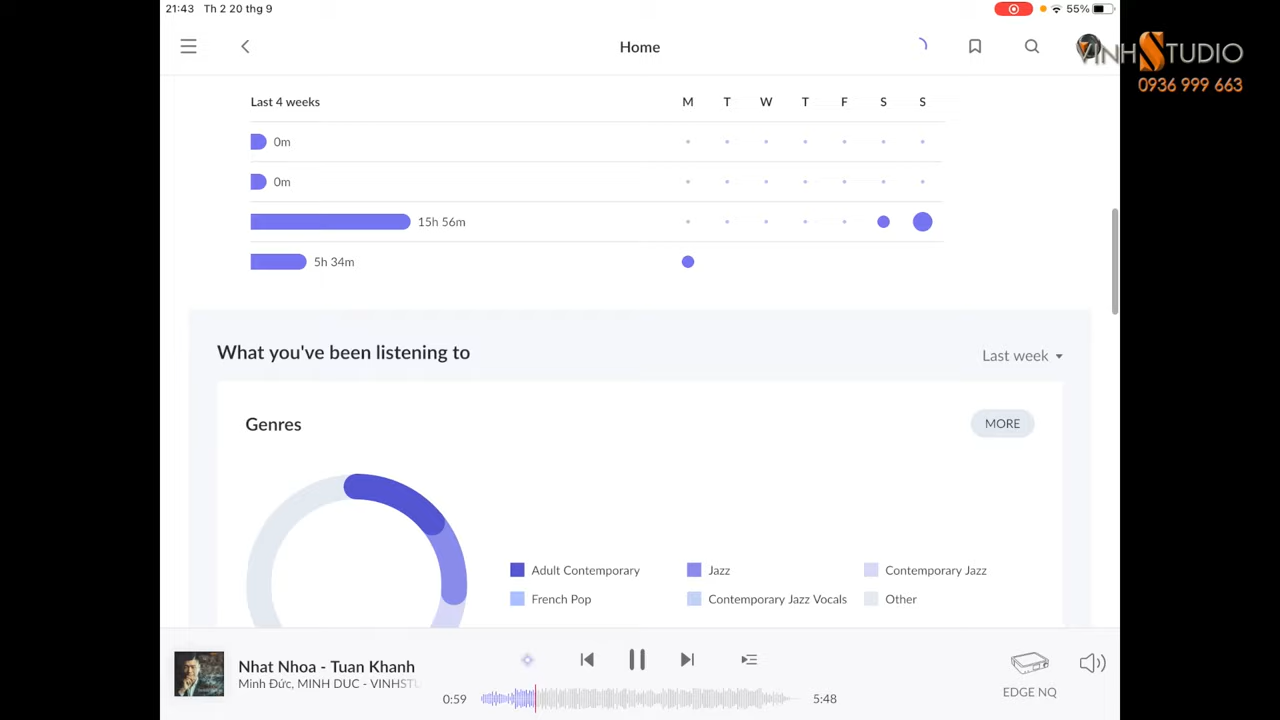 21:43 Th 2 20 thg 9
55%
Home
VINHSTUDIO
0936 999 663
Last 4 weeks M T W T F S S
0m
0m
15h 56m
5h 34m
What you've been listening to
Last week
Genres
MORE
Adult Contemporary
Jazz
Contemporary Jazz
French Pop
Contemporary Jazz Vocals
Other
Nhat Nhoa - Tuan Khanh
Minh Đức, MINH DUC - VINHSTU
0:59
5:48
EDGE NQ